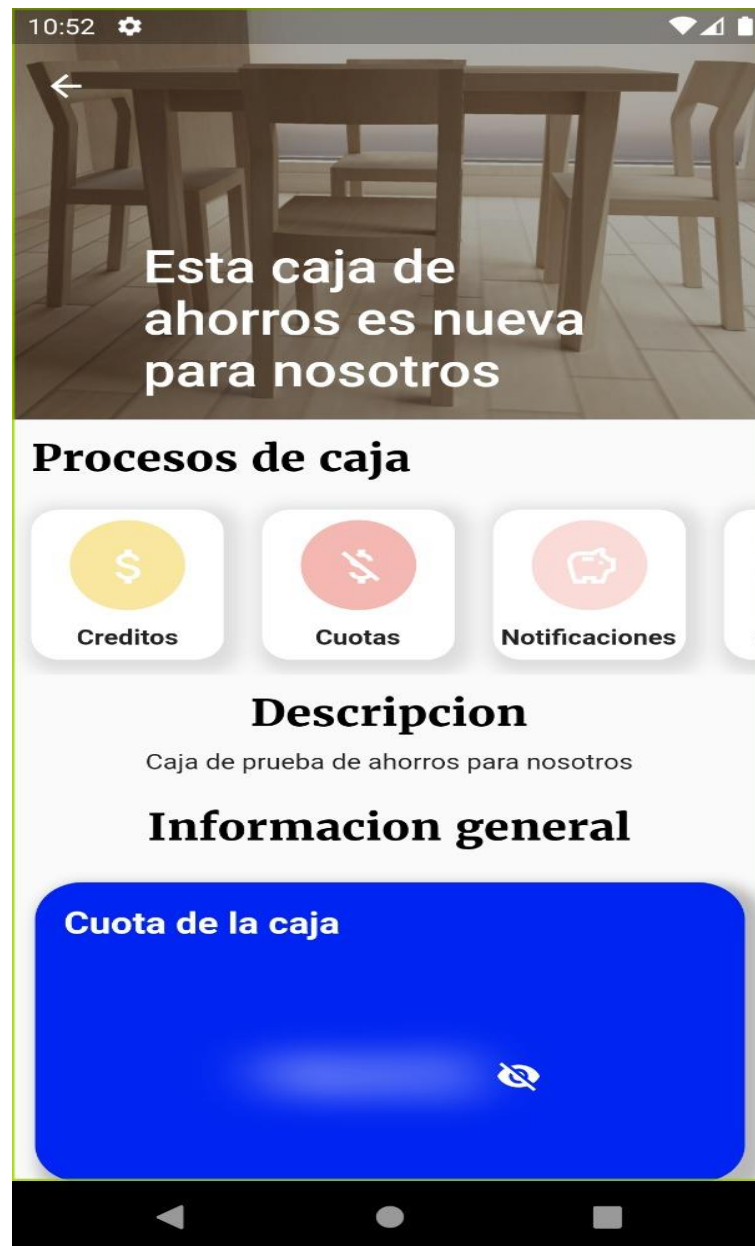 10:52
Esta caja de
ahorros es nueva
para nosotros
Procesos de caja
Creditos
Cuotas
Notificaciones
Descripcion
Caja de prueba de ahorros para nosotros
Informacion general
Cuota de la caja